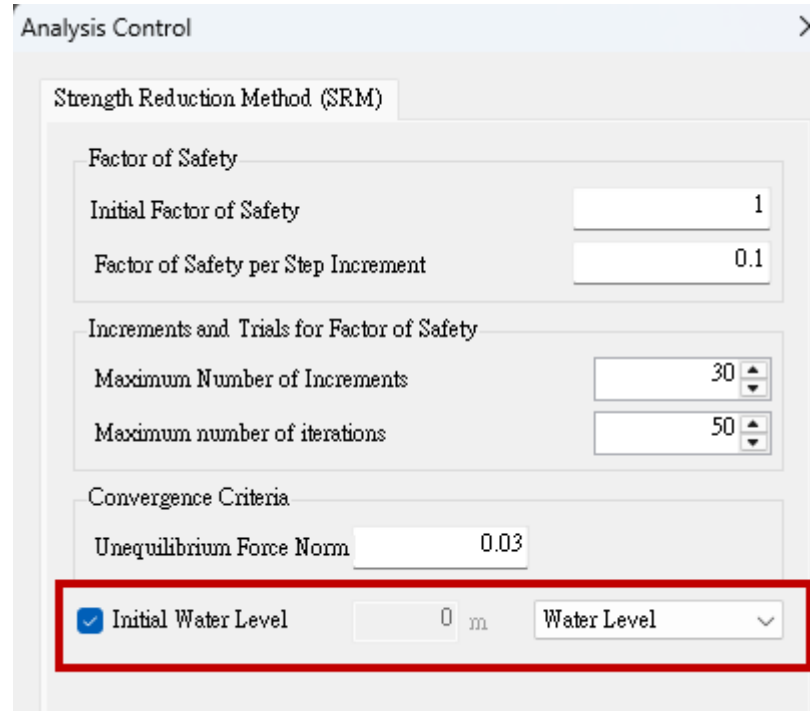 Analysis Control
Strength Reduction Method (SRM)
Factor of Safety
Initial Factor of Safety 1
Factor of Safety per Step Increment 0.1
Increments and Trials for Factor of Safety
Maximum Number of Increments 30
Maximum number of iterations 50
Convergence Criteria
Unequilibrium Force Norm 0.03
Initial Water Level 0 m Water Level